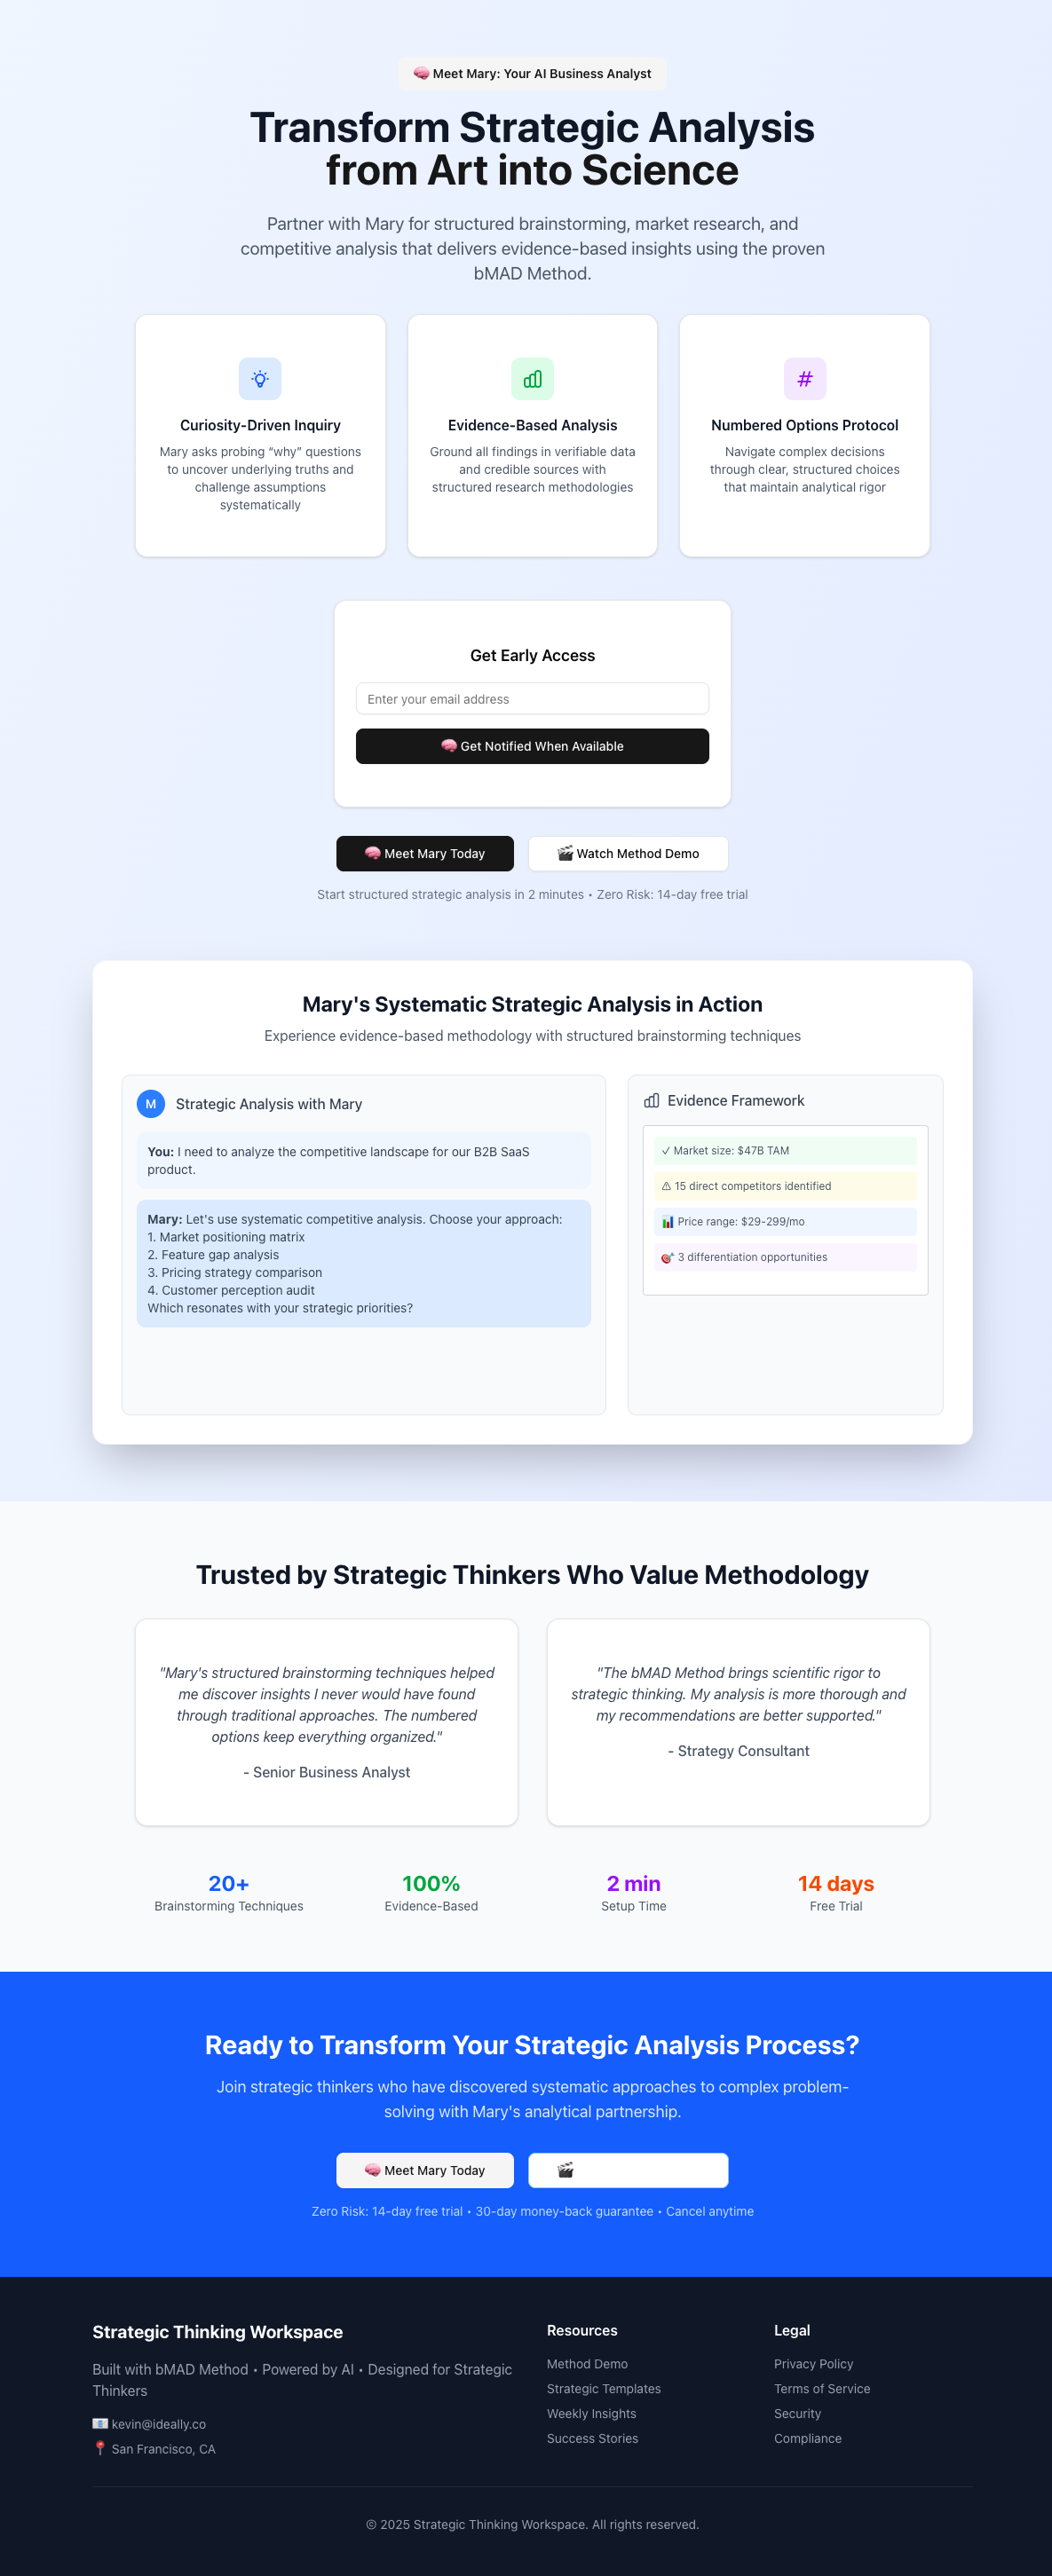 🧠 Meet Mary: Your AI Business Analyst
Transform Strategic Analysis
from Art into Science
Partner with Mary for structured brainstorming, market research, and
competitive analysis that delivers evidence-based insights using the proven
bMAD Method.
Curiosity-Driven Inquiry
Mary asks probing “why” questions
to uncover underlying truths and
challenge assumptions
systematically
Evidence-Based Analysis
Ground all findings in verifiable data
and credible sources with
structured research methodologies
Numbered Options Protocol
Navigate complex decisions
through clear, structured choices
that maintain analytical rigor
Get Early Access
Enter your email address
🧠 Get Notified When Available
🧠 Meet Mary Today
🎬 Watch Method Demo
Start structured strategic analysis in 2 minutes • Zero Risk: 14-day free trial
Mary's Systematic Strategic Analysis in Action
Experience evidence-based methodology with structured brainstorming techniques
M
Strategic Analysis with Mary
You: I need to analyze the competitive landscape for our B2B SaaS
product.
Mary: Let's use systematic competitive analysis. Choose your approach:
1. Market positioning matrix
2. Feature gap analysis
3. Pricing strategy comparison
4. Customer perception audit
Which resonates with your strategic priorities?
Evidence Framework
✓ Market size: $47B TAM
⚠ 15 direct competitors identified
📊 Price range: $29-299/mo
🎯 3 differentiation opportunities
Trusted by Strategic Thinkers Who Value Methodology
"Mary's structured brainstorming techniques helped
me discover insights I never would have found
through traditional approaches. The numbered
options keep everything organized."
- Senior Business Analyst
"The bMAD Method brings scientific rigor to
strategic thinking. My analysis is more thorough and
my recommendations are better supported."
- Strategy Consultant
20+
Brainstorming Techniques
100%
Evidence-Based
2 min
Setup Time
14 days
Free Trial
Ready to Transform Your Strategic Analysis Process?
Join strategic thinkers who have discovered systematic approaches to complex problem-
solving with Mary's analytical partnership.
🧠 Meet Mary Today
🎬
Zero Risk: 14-day free trial • 30-day money-back guarantee • Cancel anytime
Strategic Thinking Workspace
Built with bMAD Method • Powered by AI • Designed for Strategic
Thinkers
📧 kevin@ideally.co
📍 San Francisco, CA
Resources
Method Demo
Strategic Templates
Weekly Insights
Success Stories
Legal
Privacy Policy
Terms of Service
Security
Compliance
© 2025 Strategic Thinking Workspace. All rights reserved.